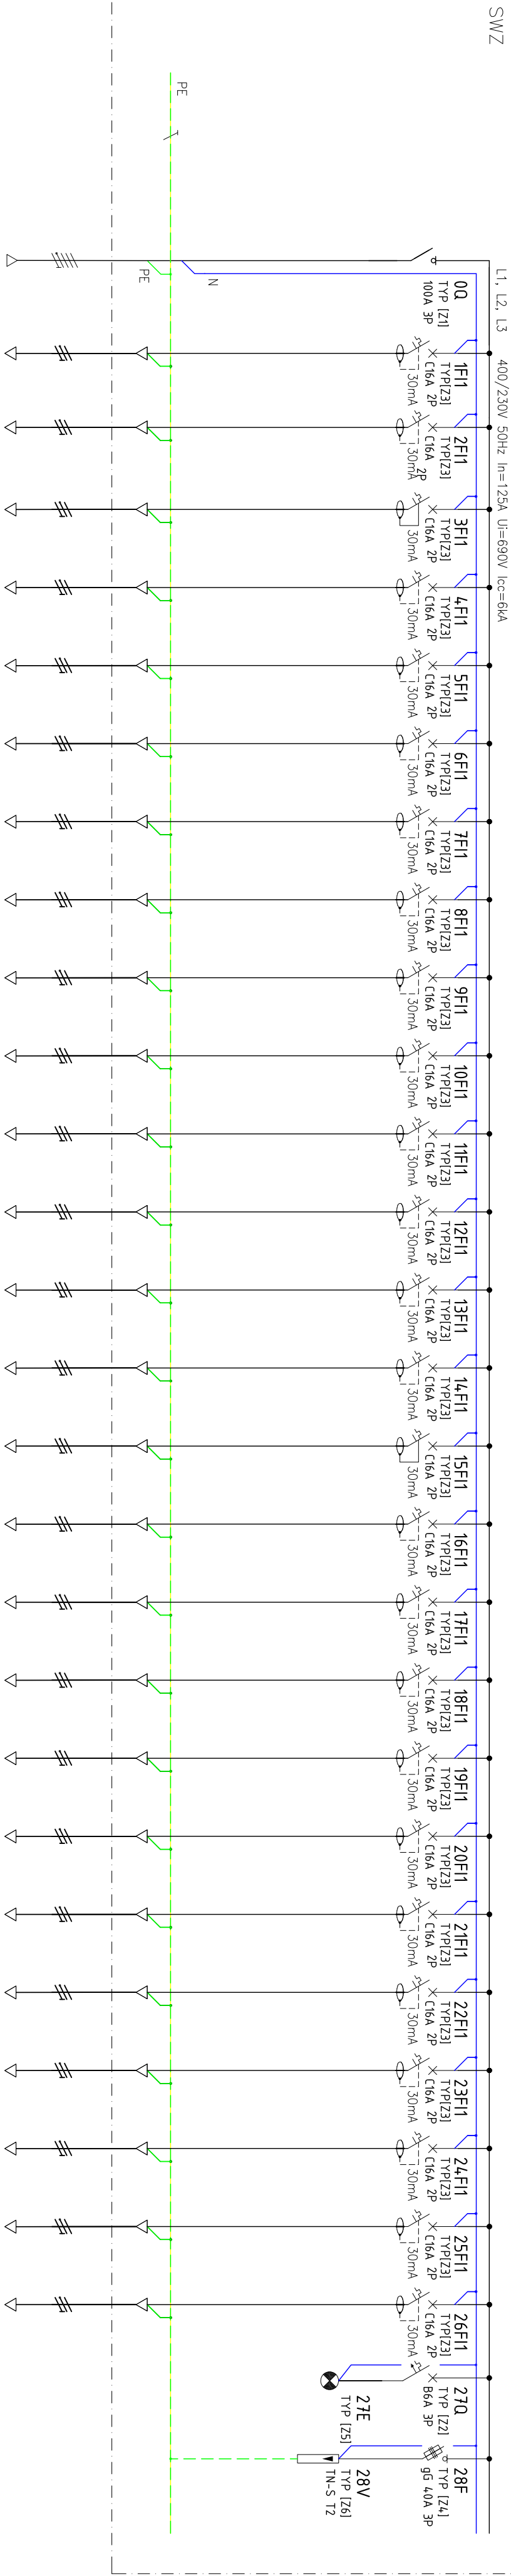 SWZ
L1, L2, L3   400/230V 50Hz In=125A Ui=690V Icc=6kA
PE
PE
N
0Q
TYP [Z1]
100A 3P
1FI1
TYP[Z3]
C16A 2P
30mA
2FI1
TYP[Z3]
C16A
2P
30mA
3FI1
TYP[Z3]
C16A 2P
30mA
4FI1
TYP[Z3]
C16A 2P
30mA
5FI1
TYP[Z3]
C16A 2P
30mA
6FI1
TYP[Z3]
C16A 2P
30mA
7FI1
TYP[Z3]
C16A 2P
30mA
8FI1
TYP[Z3]
C16A 2P
30mA
9FI1
TYP[Z3]
C16A 2P
30mA
10FI1
TYP[Z3]
C16A 2P
30mA
11FI1
TYP[Z3]
C16A 2P
30mA
12FI1
TYP[Z3]
C16A 2P
30mA
13FI1
TYP[Z3]
C16A 2P
30mA
14FI1
TYP[Z3]
C16A 2P
30mA
15FI1
TYP[Z3]
C16A 2P
30mA
16FI1
TYP[Z3]
C16A 2P
30mA
17FI1
TYP[Z3]
C16A 2P
30mA
18FI1
TYP[Z3]
C16A 2P
30mA
19FI1
TYP[Z3]
C16A 2P
30mA
20FI1
TYP[Z3]
C16A 2P
30mA
21FI1
TYP[Z3]
C16A 2P
30mA
22FI1
TYP[Z3]
C16A 2P
30mA
23FI1
TYP[Z3]
C16A 2P
30mA
24FI1
TYP[Z3]
C16A 2P
30mA
25FI1
TYP[Z3]
C16A 2P
30mA
26FI1
TYP[Z3]
C16A 2P
30mA
27Q
TYP [Z2]
B6A 3P
27E
TYP [Z5]
28F
TYP [Z4]
gG 40A 3P
28V
TYP [Z6]
TN-S T2